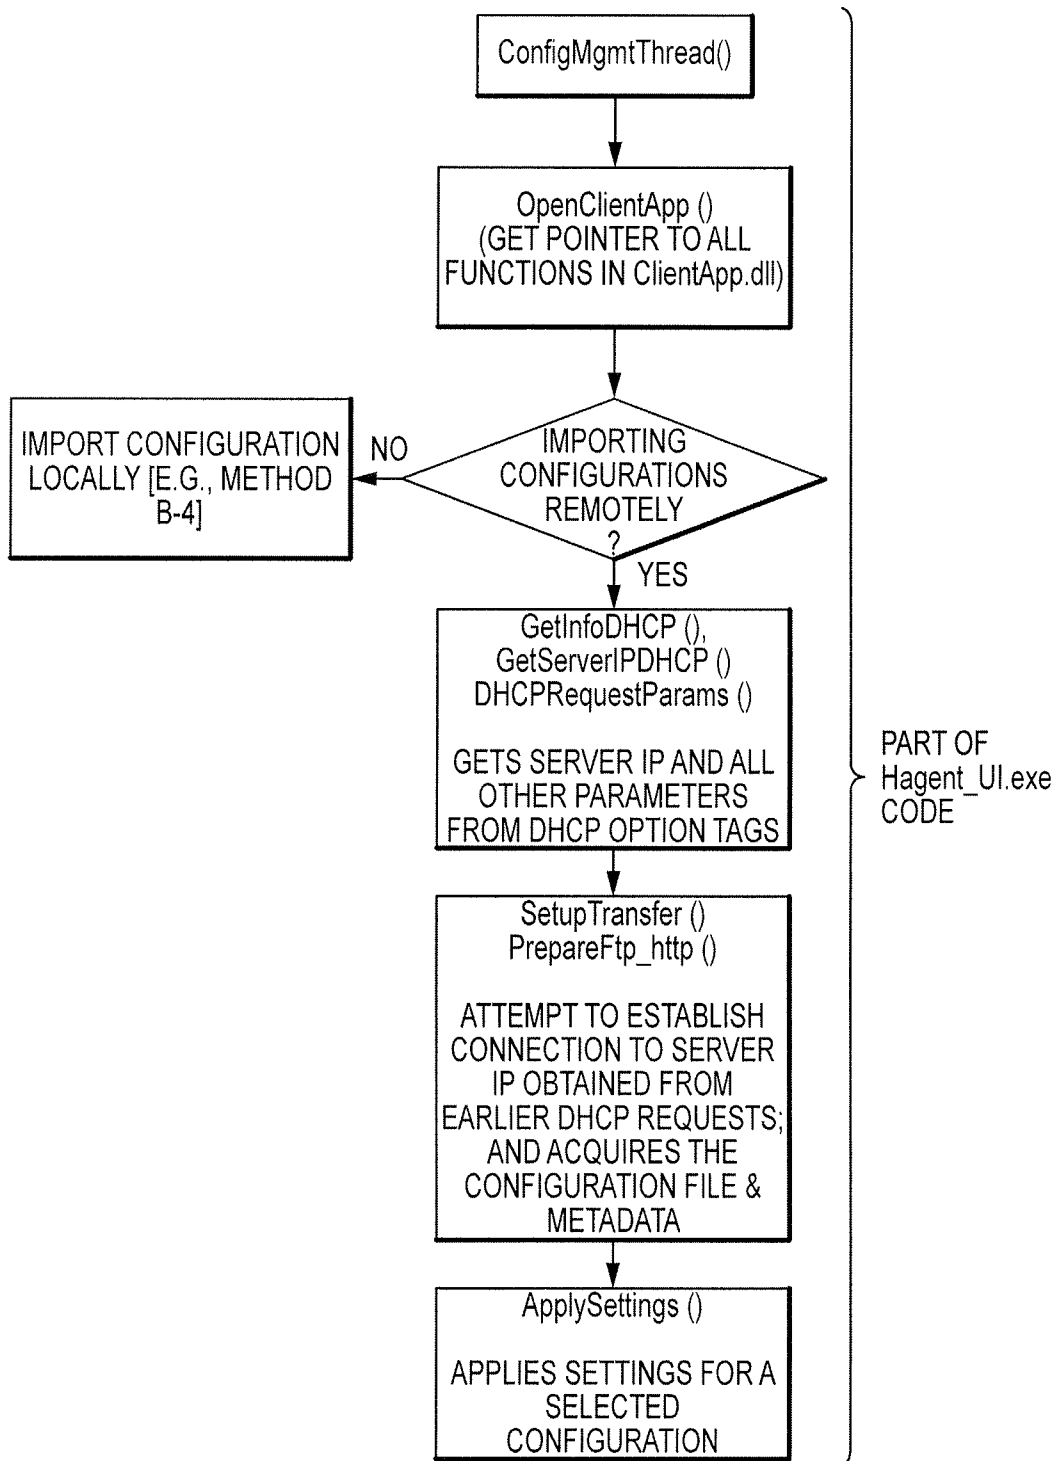 ConfigMgmtThread()
OpenClientApp ()
(GET POINTER TO ALL
FUNCTIONS IN ClientApp.dll)
IMPORTING
CONFIGURATIONS
REMOTELY
?
NO
IMPORT CONFIGURATION
LOCALLY [E.G., METHOD
B-4]
YES
GetInfoDHCP (),
GetServerIPDHCP ()
DHCPRequestParams ()
GETS SERVER IP AND ALL
OTHER PARAMETERS
FROM DHCP OPTION TAGS
SetupTransfer ()
PrepareFtp_http ()
ATTEMPT TO ESTABLISH
CONNECTION TO SERVER
IP OBTAINED FROM
EARLIER DHCP REQUESTS;
AND ACQUIRES THE
CONFIGURATION FILE &
METADATA
ApplySettings ()
APPLIES SETTINGS FOR A
SELECTED
CONFIGURATION
PART OF
Hagent_UI.exe
CODE